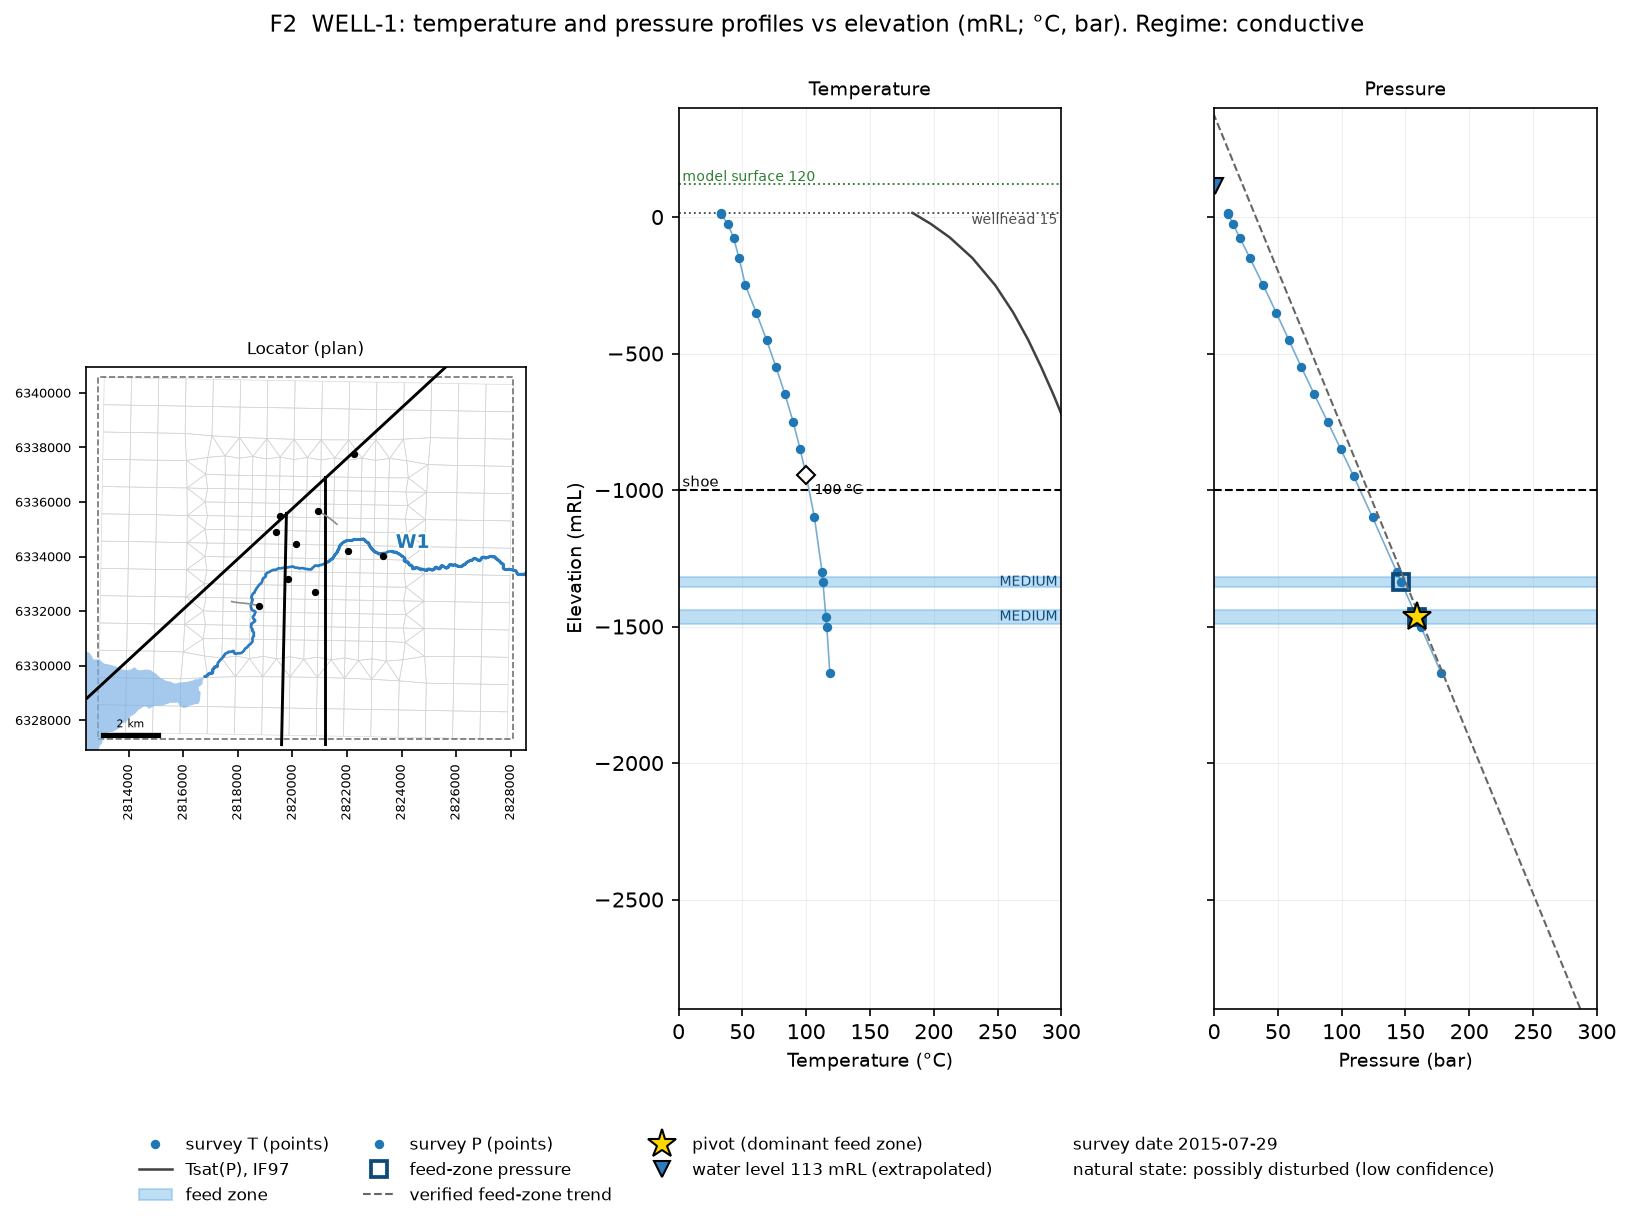 F2  WELL-1: temperature and pressure profiles vs elevation (mRL; °C, bar). Regime: conductive
Locator (plan)
6340000
6338000
6336000
6334000
6332000
6330000
6328000
W1
2 km
2814000
2816000
2818000
2820000
2822000
2824000
2826000
2828000
Temperature
Elevation (mRL)
0
−500
−1000
−1500
−2000
−2500
model surface 120
wellhead 15
shoe
100 °C
MEDIUM
MEDIUM
0
50
100
150
200
250
300
Temperature (°C)
Pressure
0
50
100
150
200
250
300
Pressure (bar)
survey T (points)
Tsat(P), IF97
feed zone
survey P (points)
feed-zone pressure
verified feed-zone trend
pivot (dominant feed zone)
water level 113 mRL (extrapolated)
survey date 2015-07-29
natural state: possibly disturbed (low confidence)